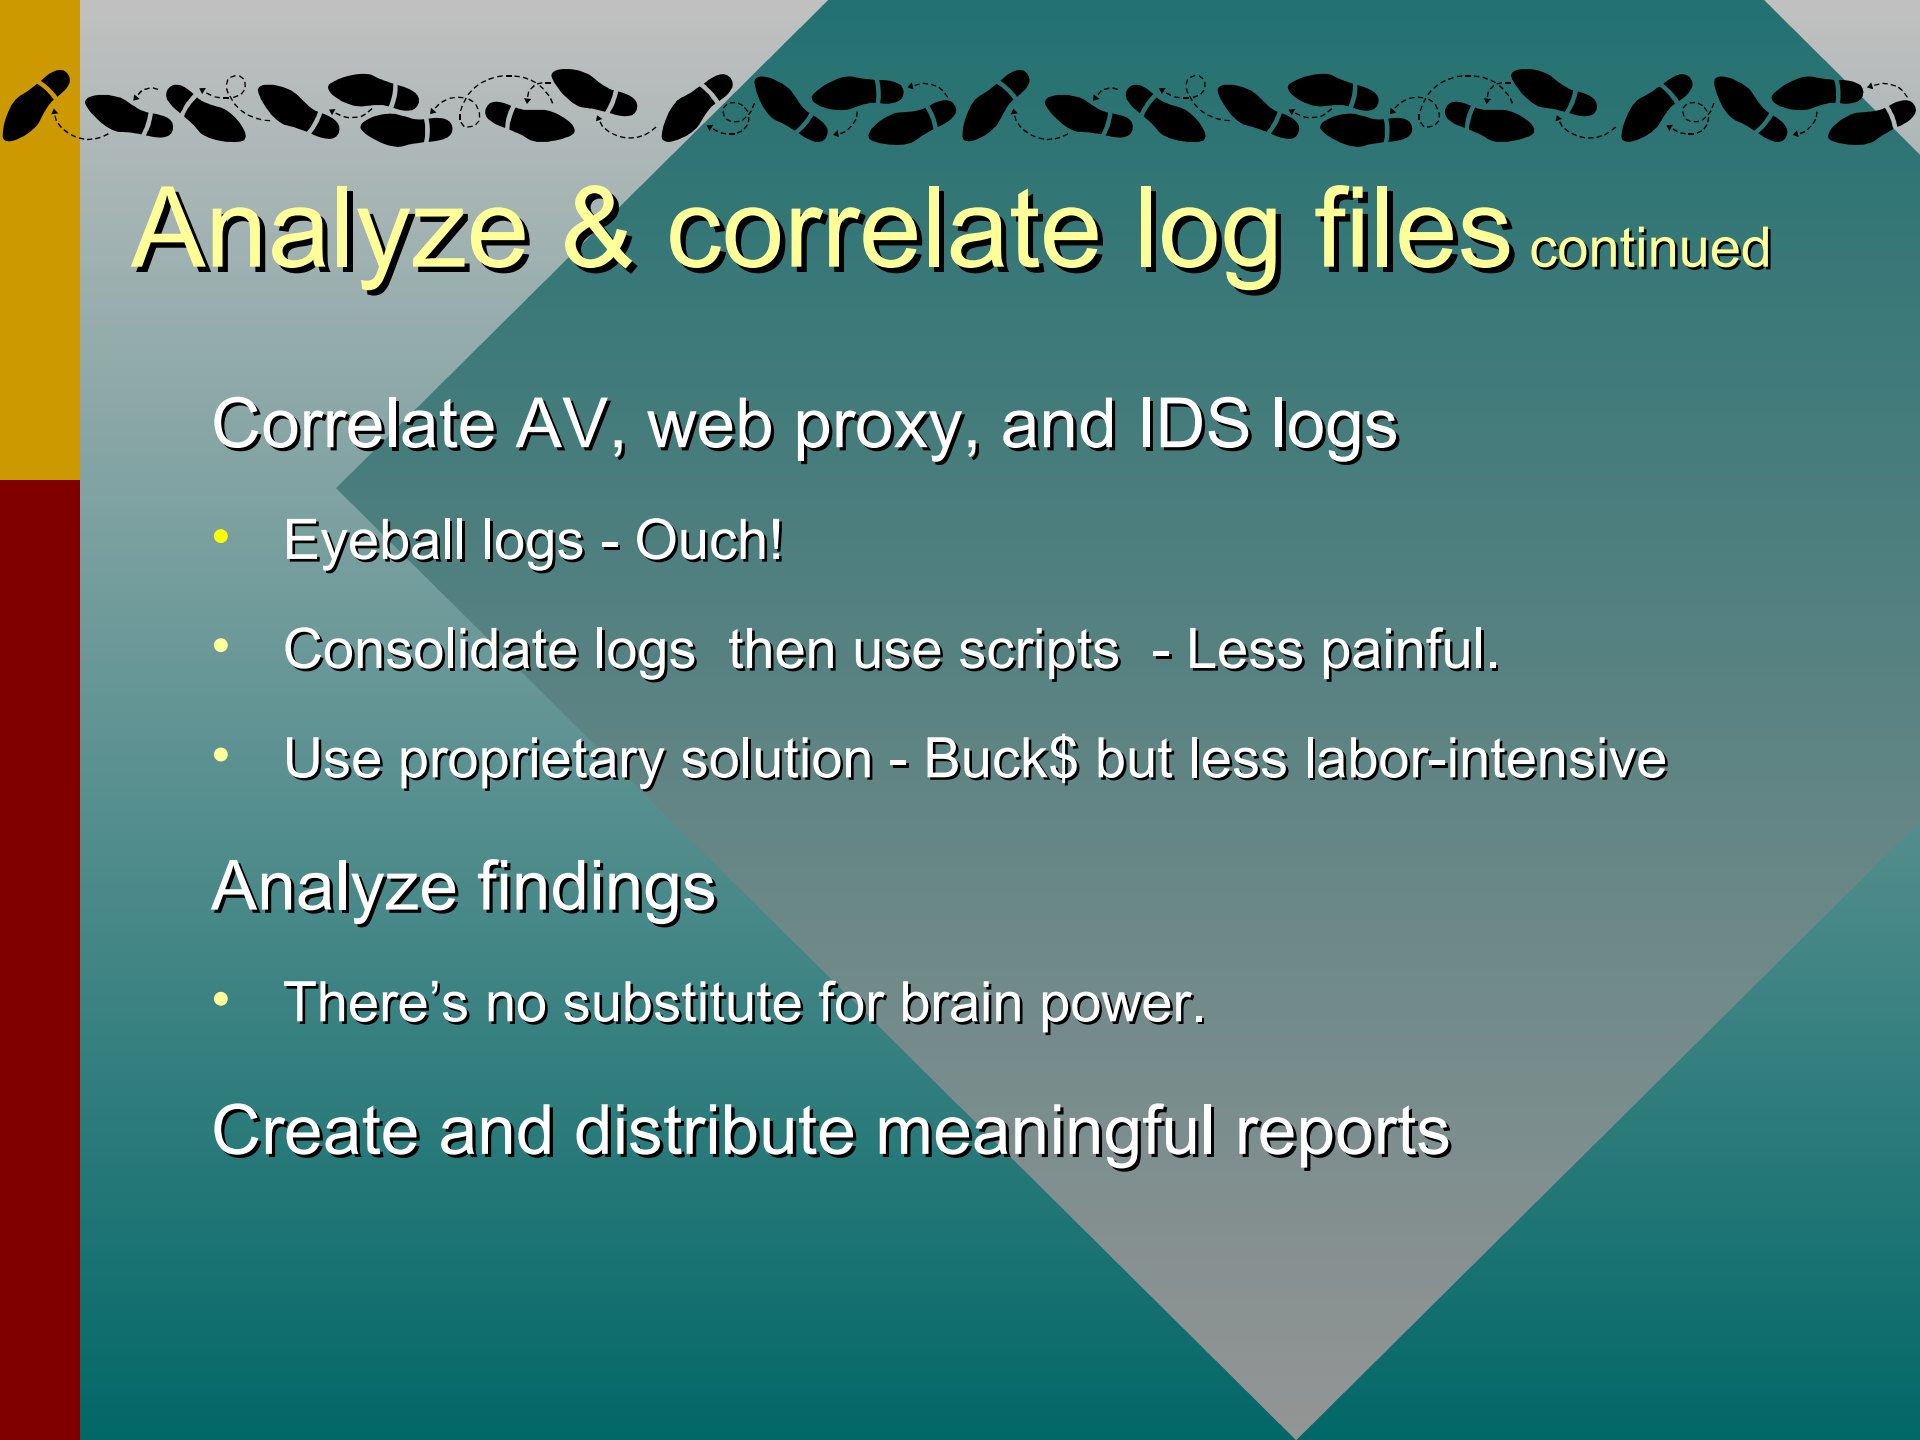 Analyze & correlate log files continued
Correlate AV, web proxy, and IDS logs
• Eyeball logs - Ouch!
• Consolidate logs  then use scripts  - Less painful.
• Use proprietary solution - Buck$ but less labor-intensive
Analyze findings
• There’s no substitute for brain power.
Create and distribute meaningful reports